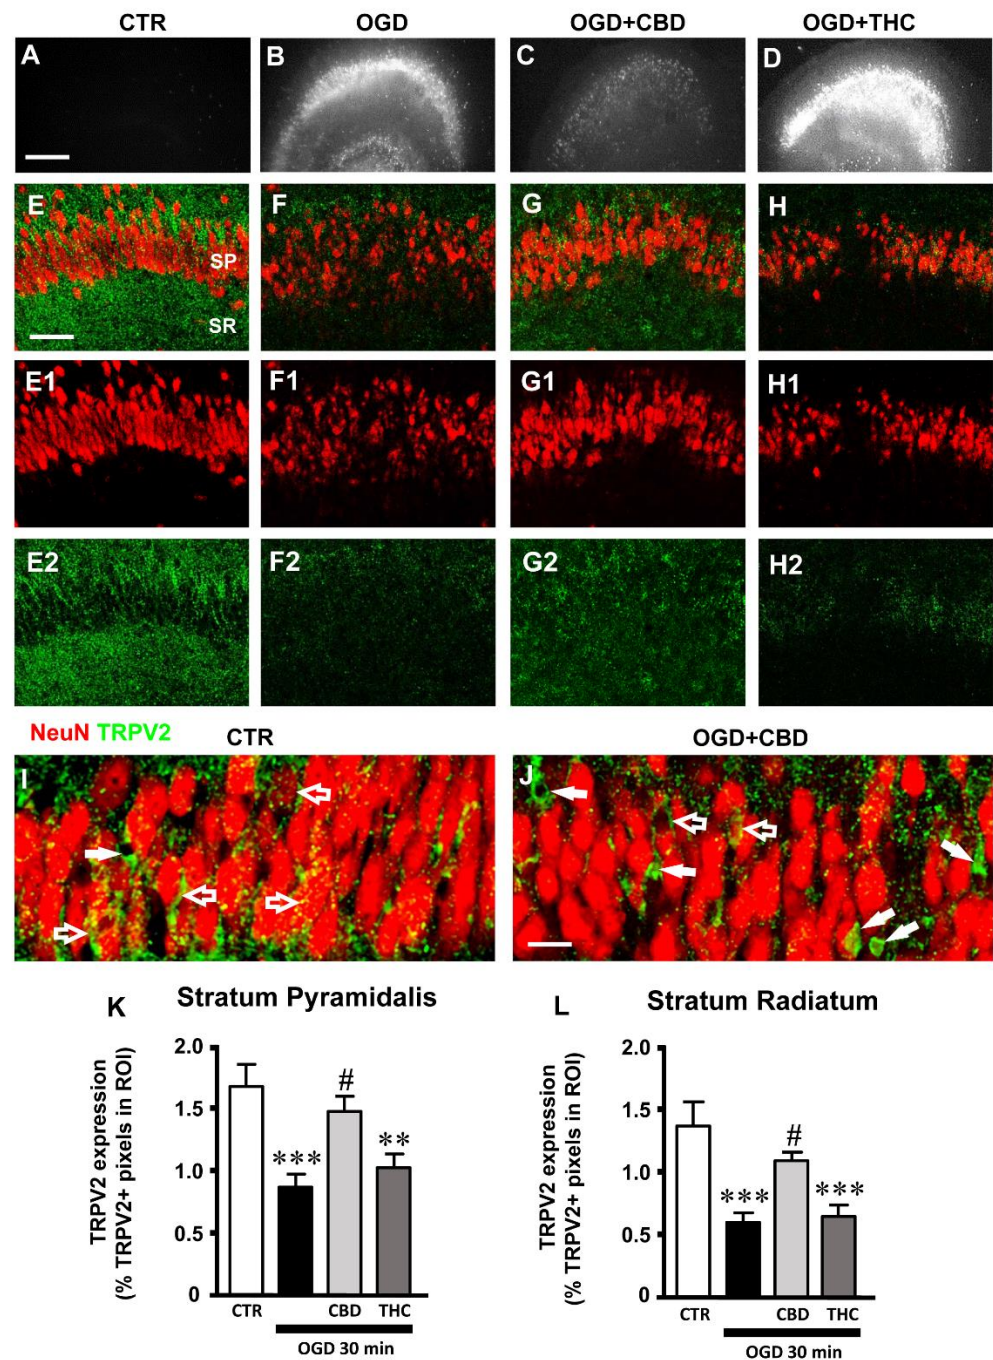 CTR OGD OGD+CBD OGD+THC
A B C D
E F G H
SP
SR
E1 F1 G1 H1
E2 F2 G2 H2
NeuN TRPV2 CTR OGD+CBD
I J
K Stratum Pyramidalis
TRPV2 expression
(% TRPV2+ pixels in ROI)
2.0
1.5
1.0
0.5
0
***
#
**
CTR CBD THC
OGD 30 min
L Stratum Radiatum
TRPV2 expression
(% TRPV2+ pixels in ROI)
2.0
1.5
1.0
0.5
0
***
#
***
CTR CBD THC
OGD 30 min